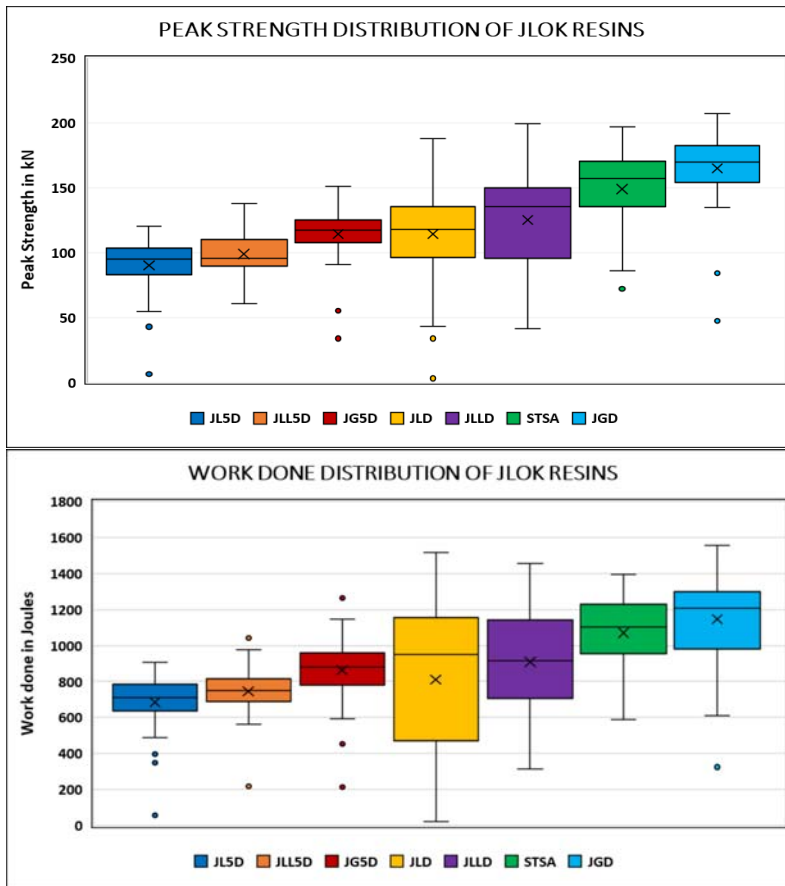 PEAK STRENGTH DISTRIBUTION OF JLOK RESINS
250
200
150
100
50
0
Peak Strength in kN
JL5D JLL5D JG5D JLD JLLD STSA JGD
WORK DONE DISTRIBUTION OF JLOK RESINS
1800
1600
1400
1200
1000
800
600
400
200
0
Work done in Joules
JL5D JLL5D JG5D JLD JLLD STSA JGD